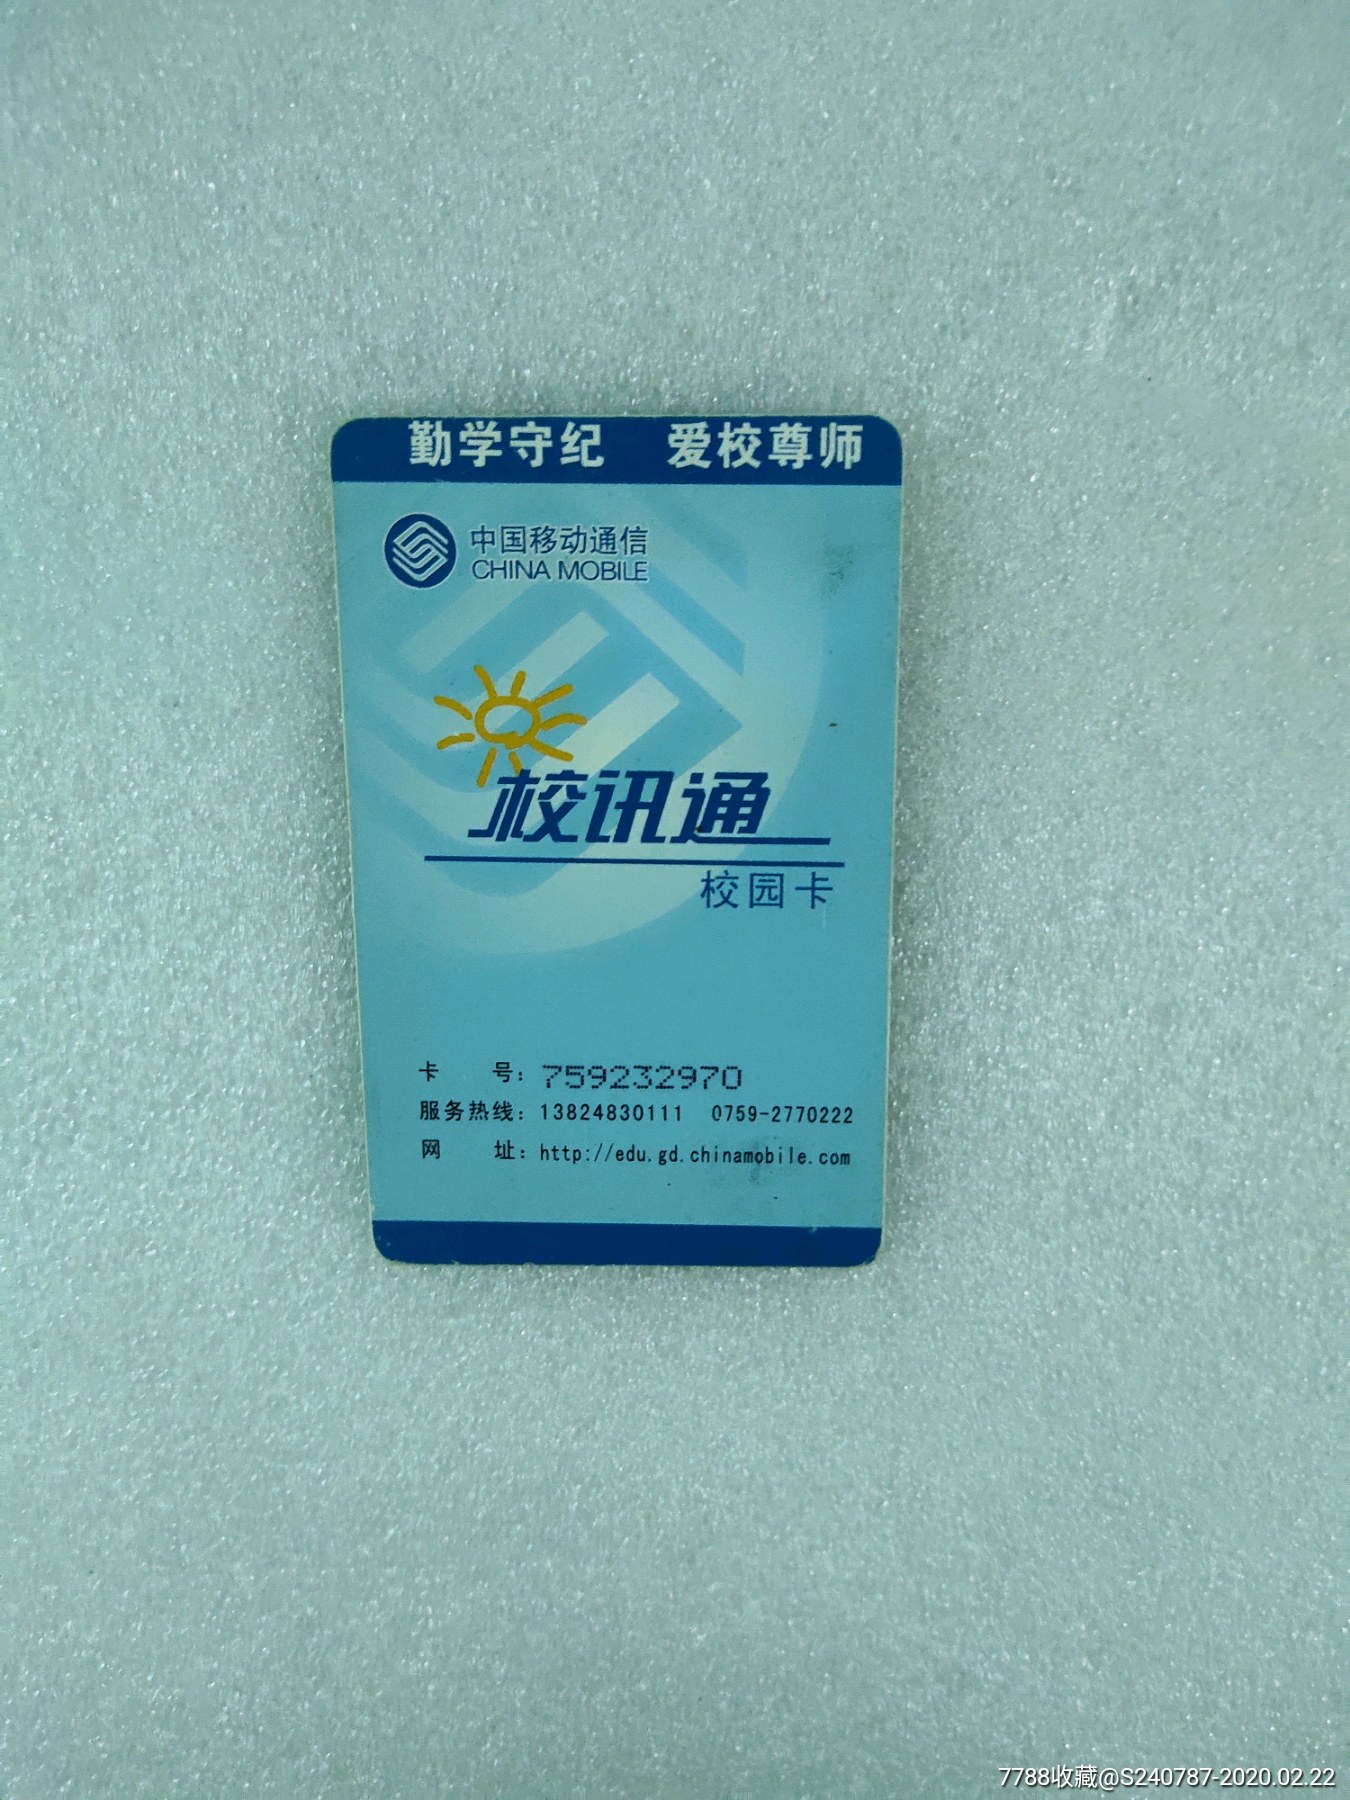 勤学守纪 爱校尊师
中国移动通信
CHINA MOBILE
校讯通
校园卡
卡 号：759232970
服务热线：13824830111 0759-2770222
网 址：http://edu.gd.chinamobile.com
7788收藏@S240787-2020.02.22